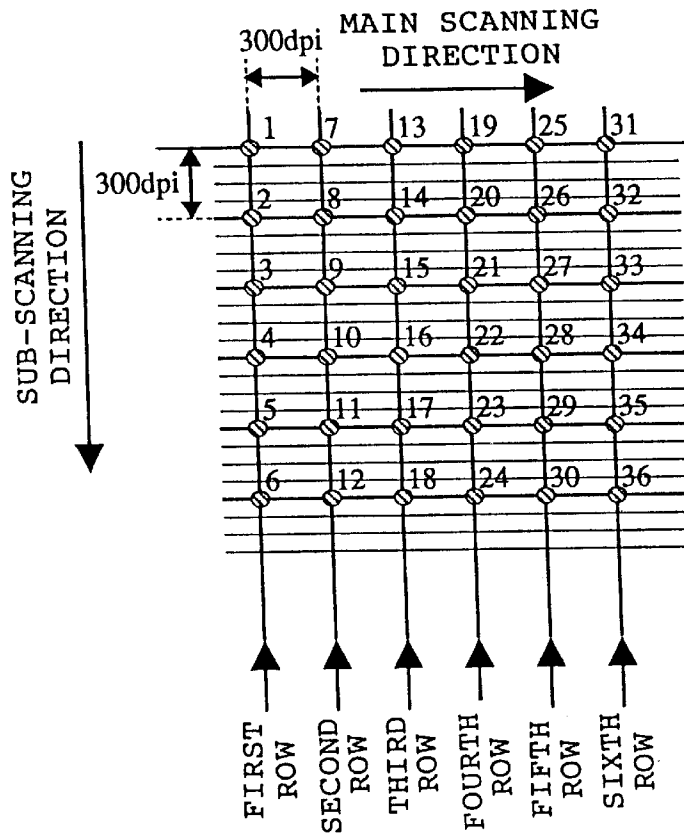 MAIN SCANNING
DIRECTION
300dpi
1 7 13 19 25 31
300dpi
2 8 14 20 26 32
3 9 15 21 27 33
4 10 16 22 28 34
5 11 17 23 29 35
6 12 18 24 30 36
SUB-SCANNING
DIRECTION
FIRST
ROW
SECOND
ROW
THIRD
ROW
FOURTH
ROW
FIFTH
ROW
SIXTH
ROW